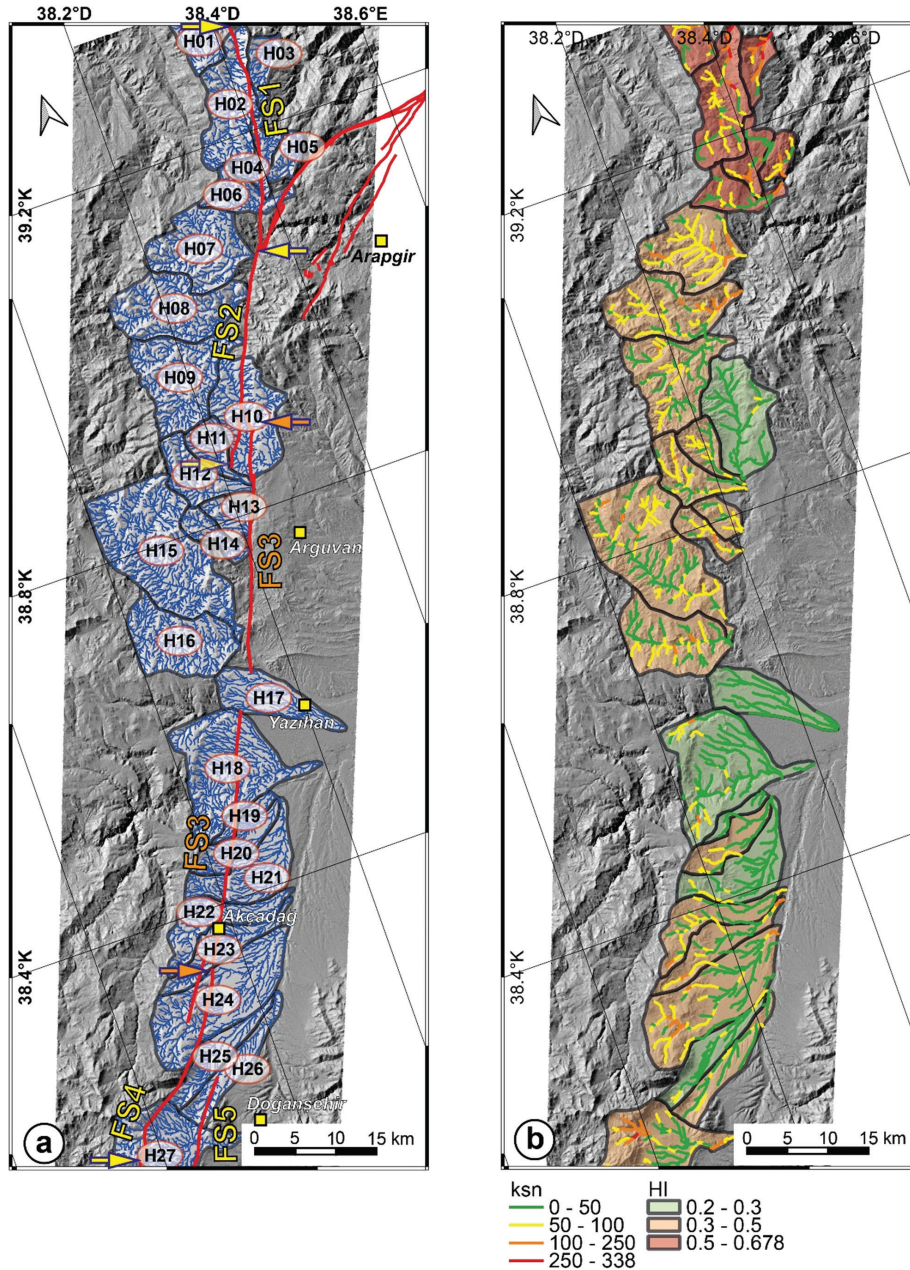 38.2°D
38.4°D
38.6°E
H01
H03
H02
FS1
H05
H04
H06
39.2°K
H07
Arapgir
H08
FS2
H09
H10
H11
H12
H13
Arguvan
H14
FS3
H15
38.8°K
H16
H17
Yazıhan
H18
H19
FS3
H20
H21
H22
Akçadağ
H23
38.4°K
H24
H25
H26
FS4
FS5
Doganşehir
H27
a
0 5 10 15 km
38.2°D
38.4°D
38.6°D
39.2°K
38.8°K
38.4°K
b
0 5 10 15 km
ksn
0 - 50
50 - 100
100 - 250
250 - 338
HI
0.2 - 0.3
0.3 - 0.5
0.5 - 0.678